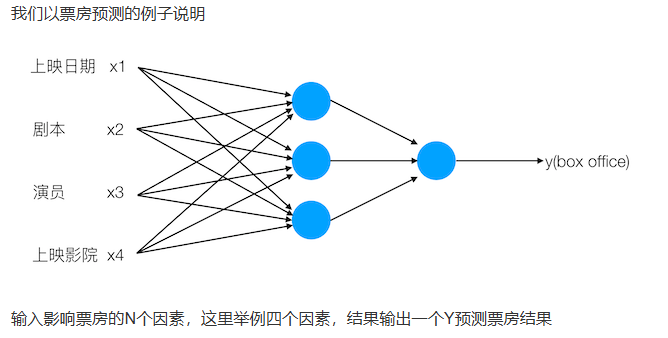 我们以票房预测的例子说明
上映日期 x1
剧本 x2
演员 x3
上映影院 x4
y(box office)
输入影响票房的N个因素，这里举例四个因素，结果输出一个Y预测票房结果